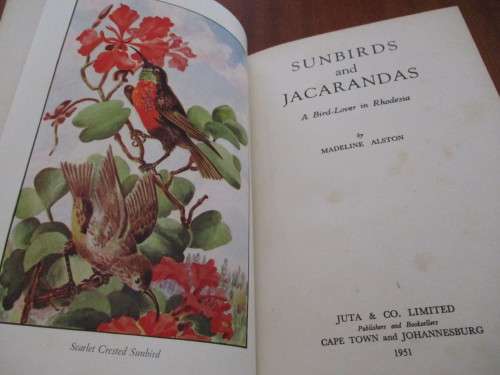 Scarlet Crested Sunbird
SUNBIRDS
and
JACARANDAS
A Bird-Lover in Rhodesia
by
MADELINE ALSTON
JUTA & CO. LIMITED
Publishers and Booksellers
CAPE TOWN and JOHANNESBURG
1951